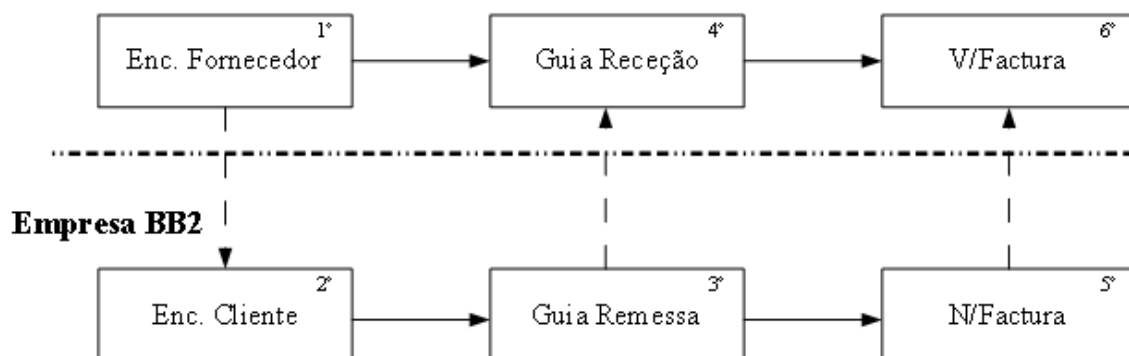 1º
Enc. Fornecedor
4º
Guia Receção
6º
V/Factura
Empresa BB2
2º
Enc. Cliente
3º
Guia Remessa
5º
N/Factura